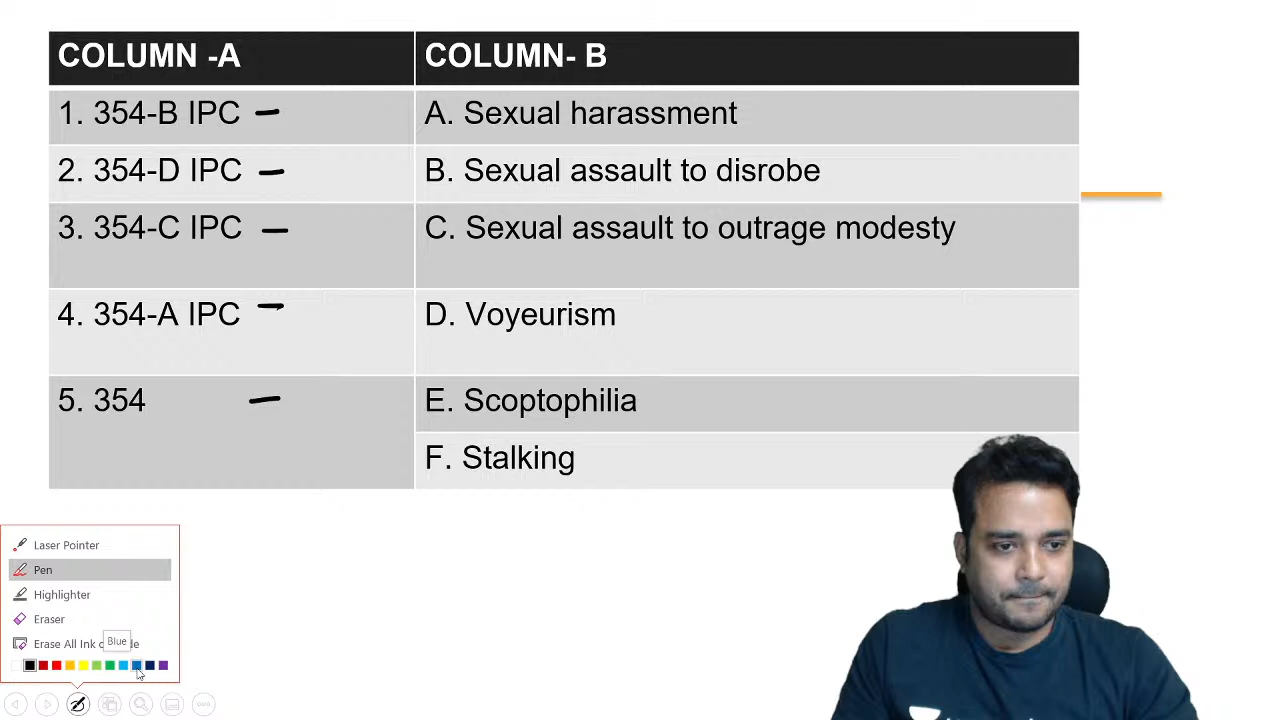 COLUMN -A COLUMN- B
1. 354-B IPC – A. Sexual harassment
2. 354-D IPC – B. Sexual assault to disrobe
3. 354-C IPC – C. Sexual assault to outrage modesty
4. 354-A IPC – D. Voyeurism
5. 354 – E. Scoptophilia
F. Stalking
Laser Pointer
Pen
Highlighter
Eraser
Erase All Ink o
Blue